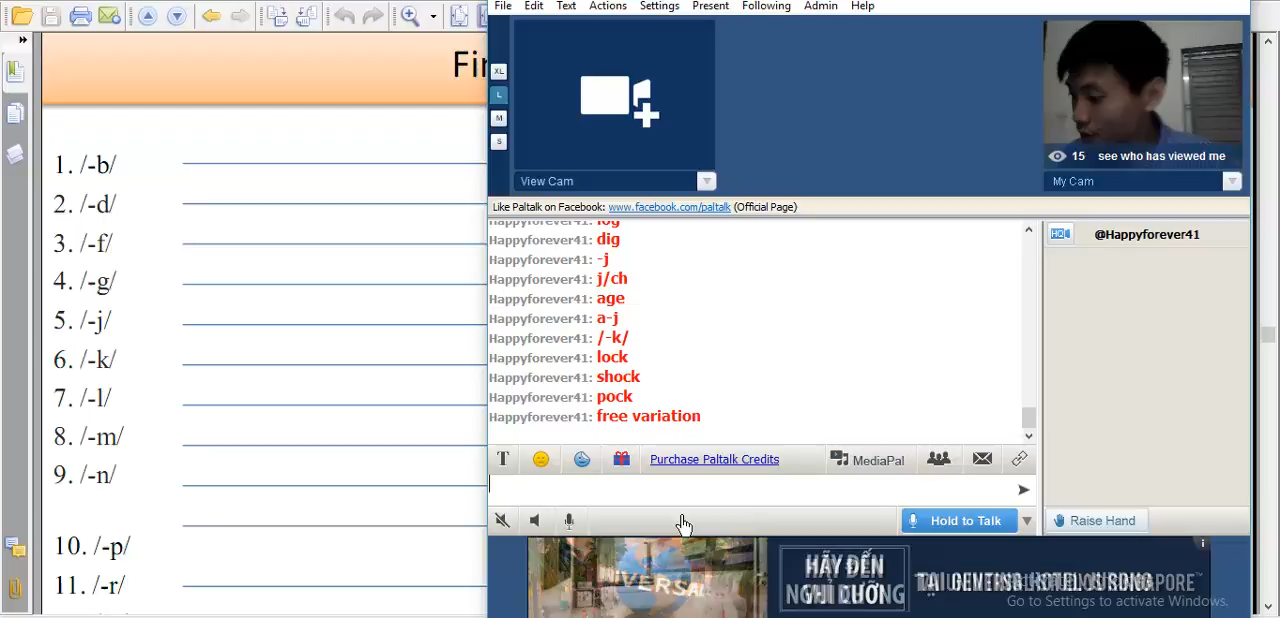 Fi
1. /-b/
2. /-d/
3. /-f/
4. /-g/
5. /-j/
6. /-k/
7. /-l/
8. /-m/
9. /-n/
10. /-p/
11. /-r/
File Edit Text Actions Settings Present Following Admin Help
XL
L
M
S
View Cam
15 see who has viewed me
My Cam
Like Paltalk on Facebook: www.facebook.com/paltalk (Official Page)
Happyforever41: log
Happyforever41: dig
Happyforever41: -j
Happyforever41: j/ch
Happyforever41: age
Happyforever41: a-j
Happyforever41: /-k/
Happyforever41: lock
Happyforever41: shock
Happyforever41: pock
Happyforever41: free variation
@Happyforever41
T Purchase Paltalk Credits MediaPal
Hold to Talk
Raise Hand
HÃY ĐẾN
NGHỈ DƯỠNG
Go to Settings to activate Windows.